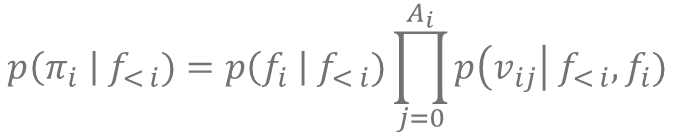 p(π_i | f_{<i}) = p(f_i | f_{<i}) ∏_{j=0}^{A_i} p(v_{ij} | f_{<i}, f_i)